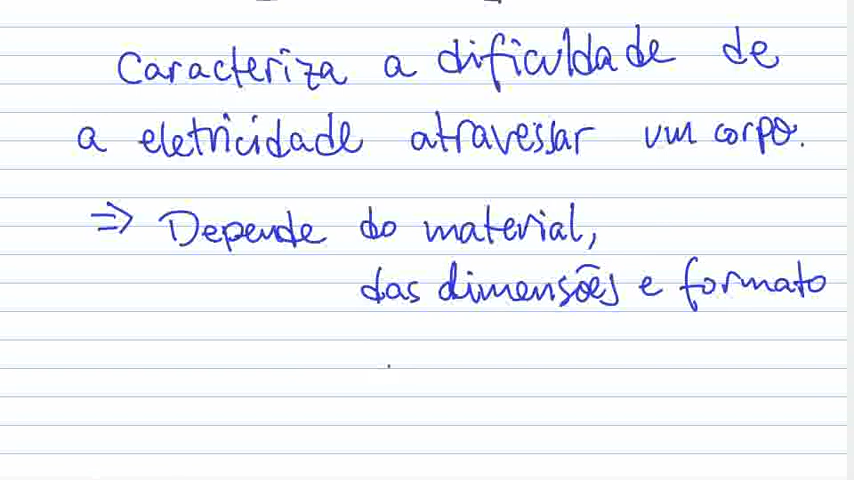 Caracteriza a dificuldade de
a eletricidade atravessar um corpo.
⇒ Depende do material,
das dimensões e formato